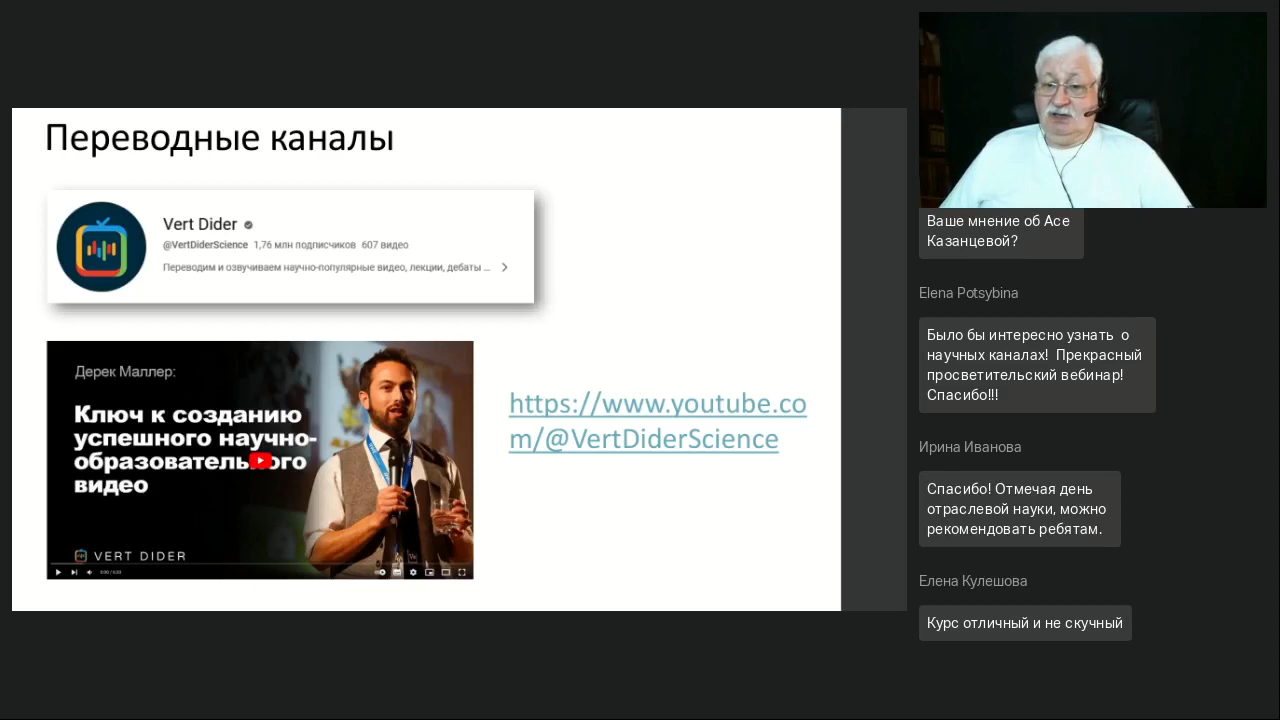 Переводные каналы
Vert Dider
@VertDiderScience 1,76 млн подписчиков 607 видео
Переводим и озвучиваем научно-популярные видео, лекции, дебаты ...
Дерек Маллер:
Ключ к созданию
успешного научно-
образовательного
видео
VERT DIDER
https://www.youtube.co
m/@VertDiderScience
Ваше мнение об Асе
Казанцевой?
Elena Potsybina
Было бы интересно узнать о
научных каналах! Прекрасный
просветительский вебинар!
Спасибо!!!
Ирина Иванова
Спасибо! Отмечая день
отраслевой науки, можно
рекомендовать ребятам.
Елена Кулешова
Курс отличный и не скучный